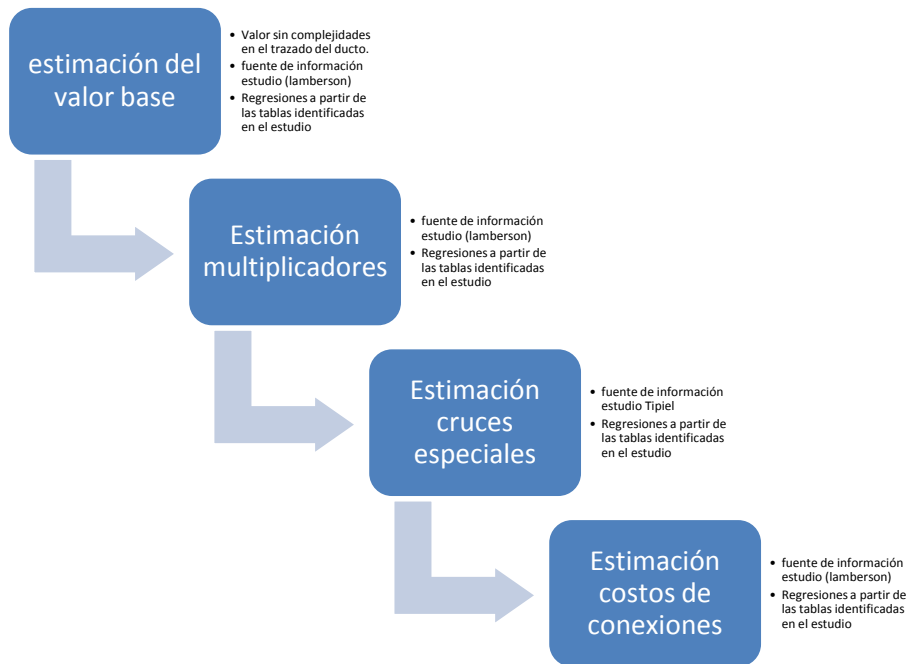 estimación del
valor base
• Valor sin complejidades
en el trazado del ducto.
• fuente de información
estudio (lamberson)
• Regresiones a partir de
las tablas identificadas
en el estudio
Estimación
multiplicadores
• fuente de información
estudio (lamberson)
• Regresiones a partir de
las tablas identificadas
en el estudio
Estimación
cruces
especiales
• fuente de información
estudio Tipiel
• Regresiones a partir de
las tablas identificadas
en el estudio
Estimación
costos de
conexiones
• fuente de información
estudio (lamberson)
• Regresiones a partir de
las tablas identificadas
en el estudio